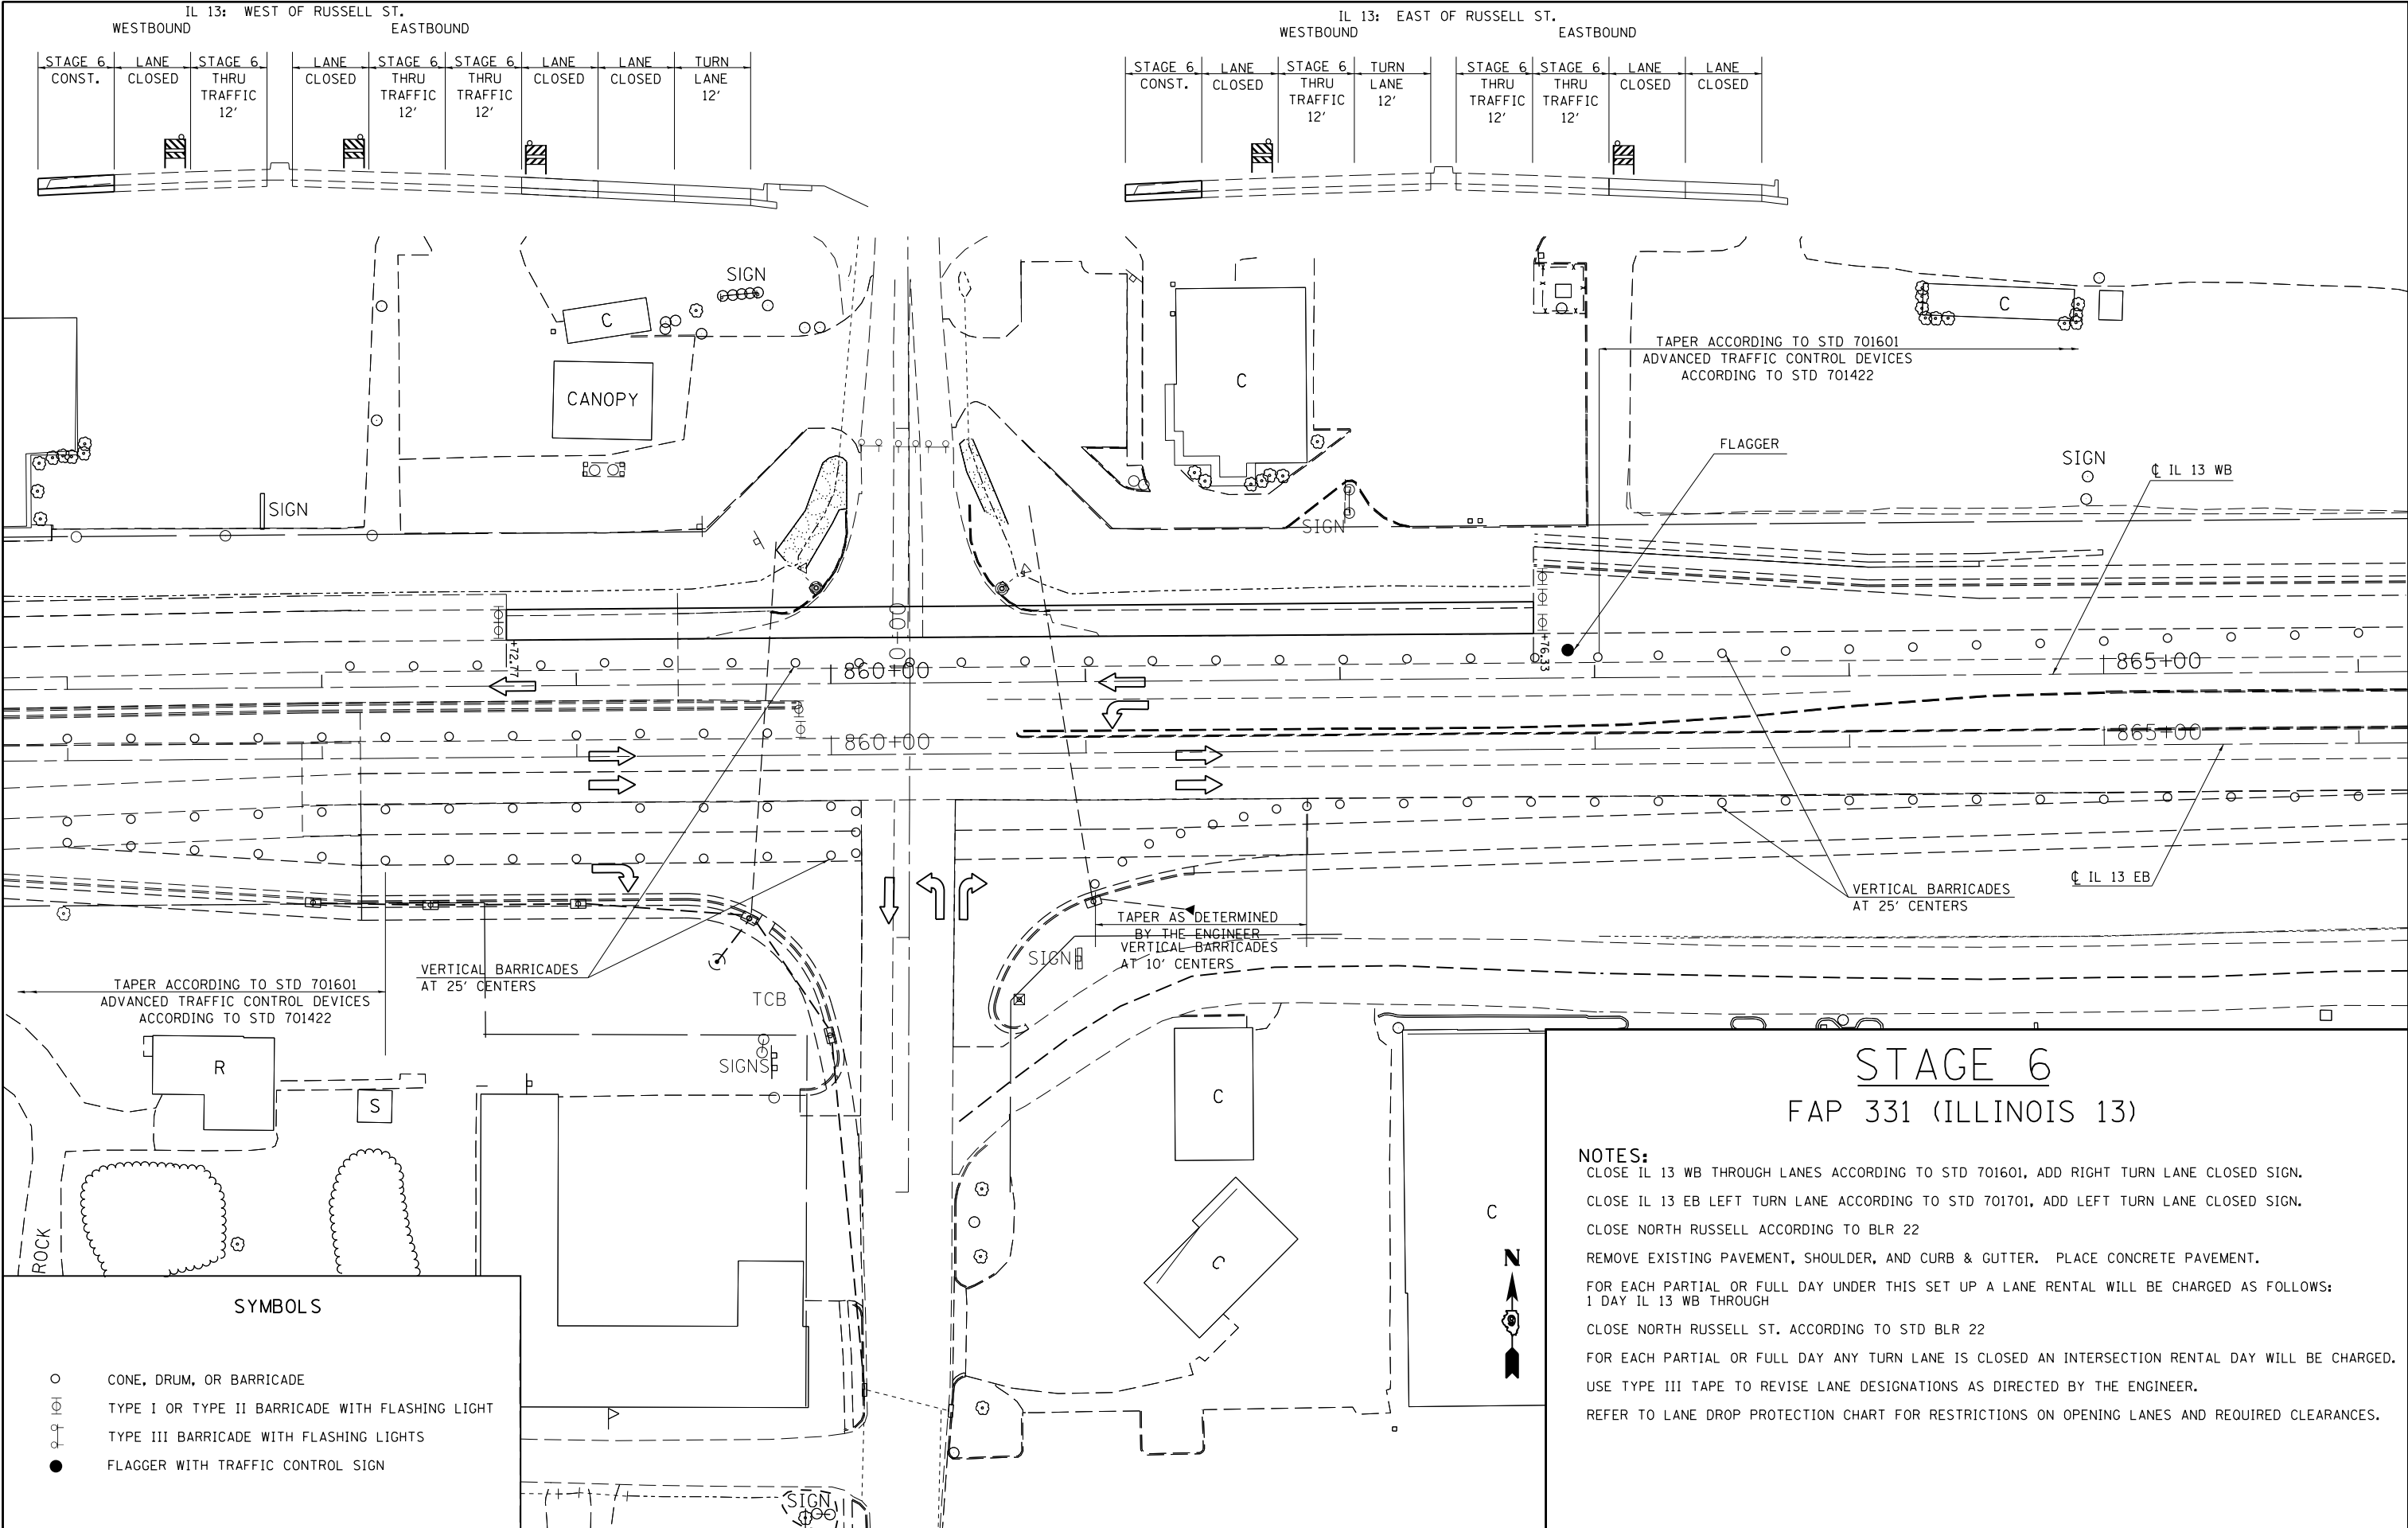 IL 13: WEST OF RUSSELL ST.
WESTBOUND
EASTBOUND
STAGE 6
CONST.
LANE
CLOSED
STAGE 6
THRU
TRAFFIC
12'
LANE
CLOSED
STAGE 6
THRU
TRAFFIC
12'
STAGE 6
THRU
TRAFFIC
12'
LANE
CLOSED
LANE
CLOSED
TURN
LANE
12'
IL 13: EAST OF RUSSELL ST.
WESTBOUND
EASTBOUND
STAGE 6
CONST.
LANE
CLOSED
STAGE 6
THRU
TRAFFIC
12'
TURN
LANE
12'
STAGE 6
THRU
TRAFFIC
12'
STAGE 6
THRU
TRAFFIC
12'
LANE
CLOSED
LANE
CLOSED
SIGN
C
CANOPY
C
C
TAPER ACCORDING TO STD 701601
ADVANCED TRAFFIC CONTROL DEVICES
ACCORDING TO STD 701422
FLAGGER
SIGN
℄ IL 13 WB
SIGN
SIGN
+72.77
+76.33
860+00
865+00
860+00
865+00
℄ IL 13 EB
VERTICAL BARRICADES
AT 25' CENTERS
TAPER AS DETERMINED
BY THE ENGINEER
VERTICAL BARRICADES
AT 10' CENTERS
SIGN
VERTICAL BARRICADES
AT 25' CENTERS
TAPER ACCORDING TO STD 701601
ADVANCED TRAFFIC CONTROL DEVICES
ACCORDING TO STD 701422
TCB
SIGNS
R
S
C
C
C
ROCK
SIGN
N
SYMBOLS
CONE, DRUM, OR BARRICADE
TYPE I OR TYPE II BARRICADE WITH FLASHING LIGHT
TYPE III BARRICADE WITH FLASHING LIGHTS
FLAGGER WITH TRAFFIC CONTROL SIGN
STAGE 6
FAP 331 (ILLINOIS 13)
NOTES:
CLOSE IL 13 WB THROUGH LANES ACCORDING TO STD 701601, ADD RIGHT TURN LANE CLOSED SIGN.
CLOSE IL 13 EB LEFT TURN LANE ACCORDING TO STD 701701, ADD LEFT TURN LANE CLOSED SIGN.
CLOSE NORTH RUSSELL ACCORDING TO BLR 22
REMOVE EXISTING PAVEMENT, SHOULDER, AND CURB & GUTTER. PLACE CONCRETE PAVEMENT.
FOR EACH PARTIAL OR FULL DAY UNDER THIS SET UP A LANE RENTAL WILL BE CHARGED AS FOLLOWS:
1 DAY IL 13 WB THROUGH
CLOSE NORTH RUSSELL ST. ACCORDING TO STD BLR 22
FOR EACH PARTIAL OR FULL DAY ANY TURN LANE IS CLOSED AN INTERSECTION RENTAL DAY WILL BE CHARGED.
USE TYPE III TAPE TO REVISE LANE DESIGNATIONS AS DIRECTED BY THE ENGINEER.
REFER TO LANE DROP PROTECTION CHART FOR RESTRICTIONS ON OPENING LANES AND REQUIRED CLEARANCES.